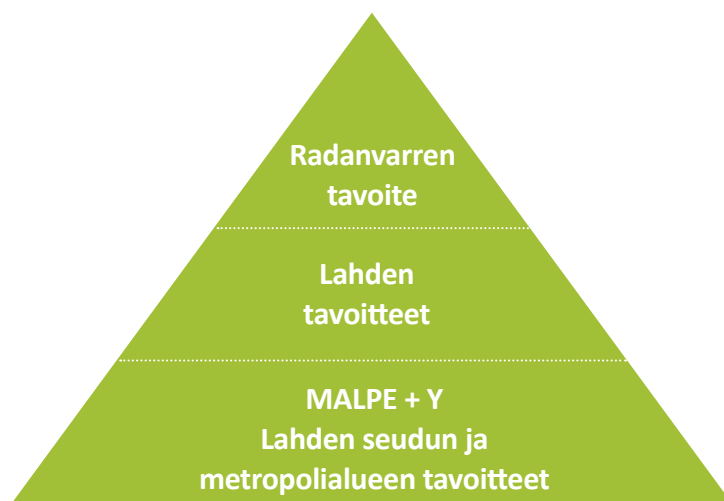 Radanvarren
tavoite
Lahden
tavoitteet
MALPE + Y
Lahden seudun ja
metropolialueen tavoitteet